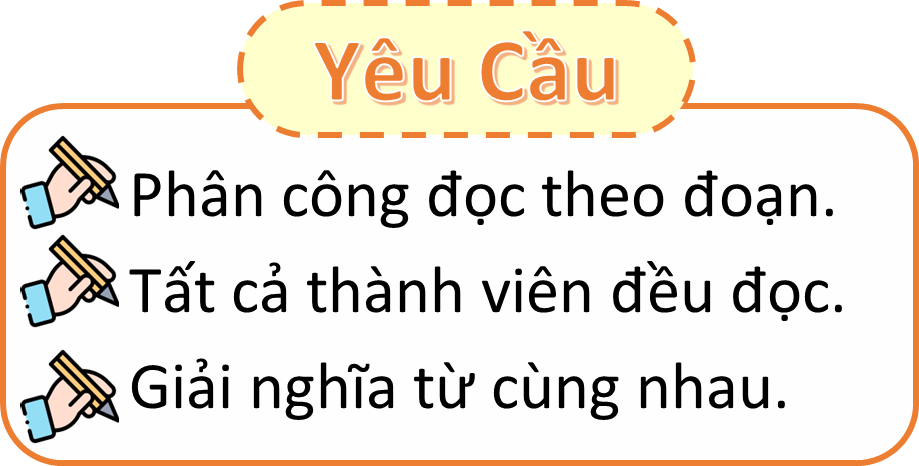 Yêu Cầu
Phân công đọc theo đoạn.
Tất cả thành viên đều đọc.
Giải nghĩa từ cùng nhau.